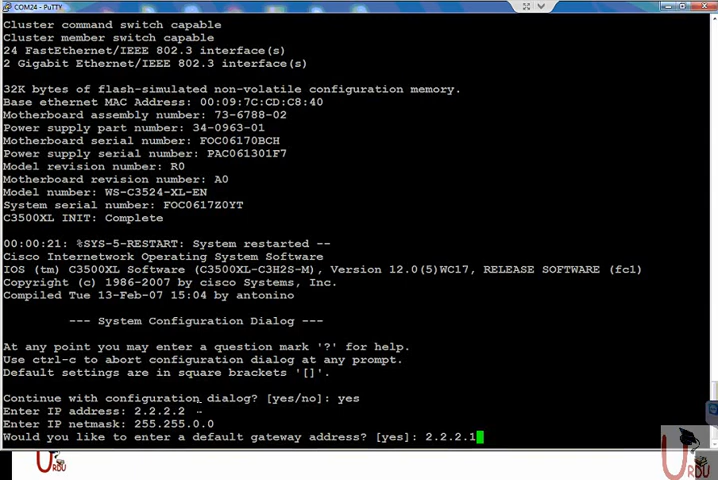 COM24 - PuTTY
Cluster command switch capable
Cluster member switch capable
24 FastEthernet/IEEE 802.3 interface(s)
2 Gigabit Ethernet/IEEE 802.3 interface(s)
32K bytes of flash-simulated non-volatile configuration memory.
Base ethernet MAC Address: 00:09:7C:CD:C8:40
Motherboard assembly number: 73-6788-02
Power supply part number: 34-0963-01
Motherboard serial number: FOC06170BCH
Power supply serial number: PAC061301F7
Model revision number: R0
Motherboard revision number: A0
Model number: WS-C3524-XL-EN
System serial number: FOC0617Z0YT
C3500XL INIT: Complete
00:00:21: %SYS-5-RESTART: System restarted --
Cisco Internetwork Operating System Software
IOS (tm) C3500XL Software (C3500XL-C3H2S-M), Version 12.0(5)WC17, RELEASE SOFTWARE (fc1)
Copyright (c) 1986-2007 by cisco Systems, Inc.
Compiled Tue 13-Feb-07 15:04 by antonino
--- System Configuration Dialog ---
At any point you may enter a question mark '?' for help.
Use ctrl-c to abort configuration dialog at any prompt.
Default settings are in square brackets '[]'.
Continue with configuration dialog? [yes/no]: yes
Enter IP address: 2.2.2.2
Enter IP netmask: 255.255.0.0
Would you like to enter a default gateway address? [yes]: 2.2.2.1
URDU
URDU